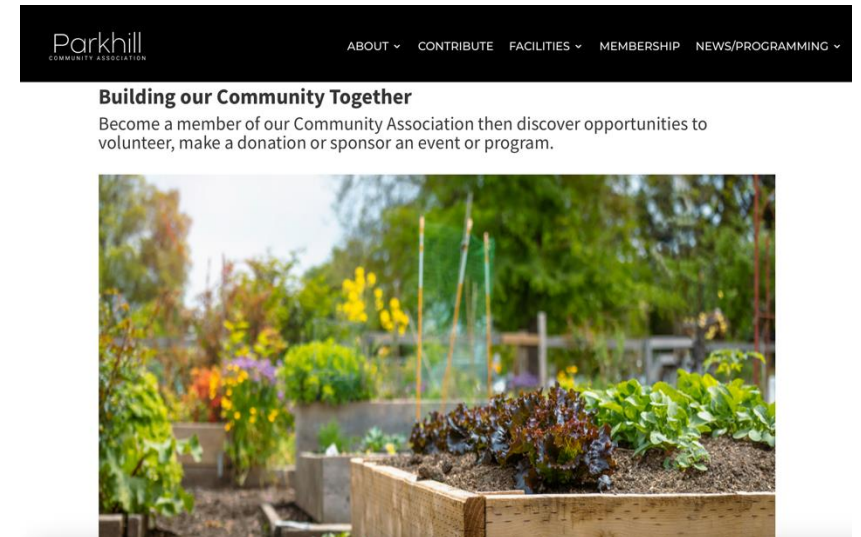 Parkhill
COMMUNITY ASSOCIATION
ABOUT CONTRIBUTE FACILITIES MEMBERSHIP NEWS/PROGRAMMING
Building our Community Together
Become a member of our Community Association then discover opportunities to
volunteer, make a donation or sponsor an event or program.